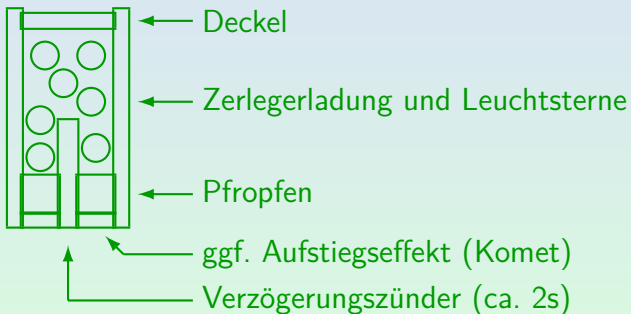 Deckel
Zerlegerladung und Leuchtsterne
Pfropfen
ggf. Aufstiegseffekt (Komet)
Verzögerungszünder (ca. 2s)